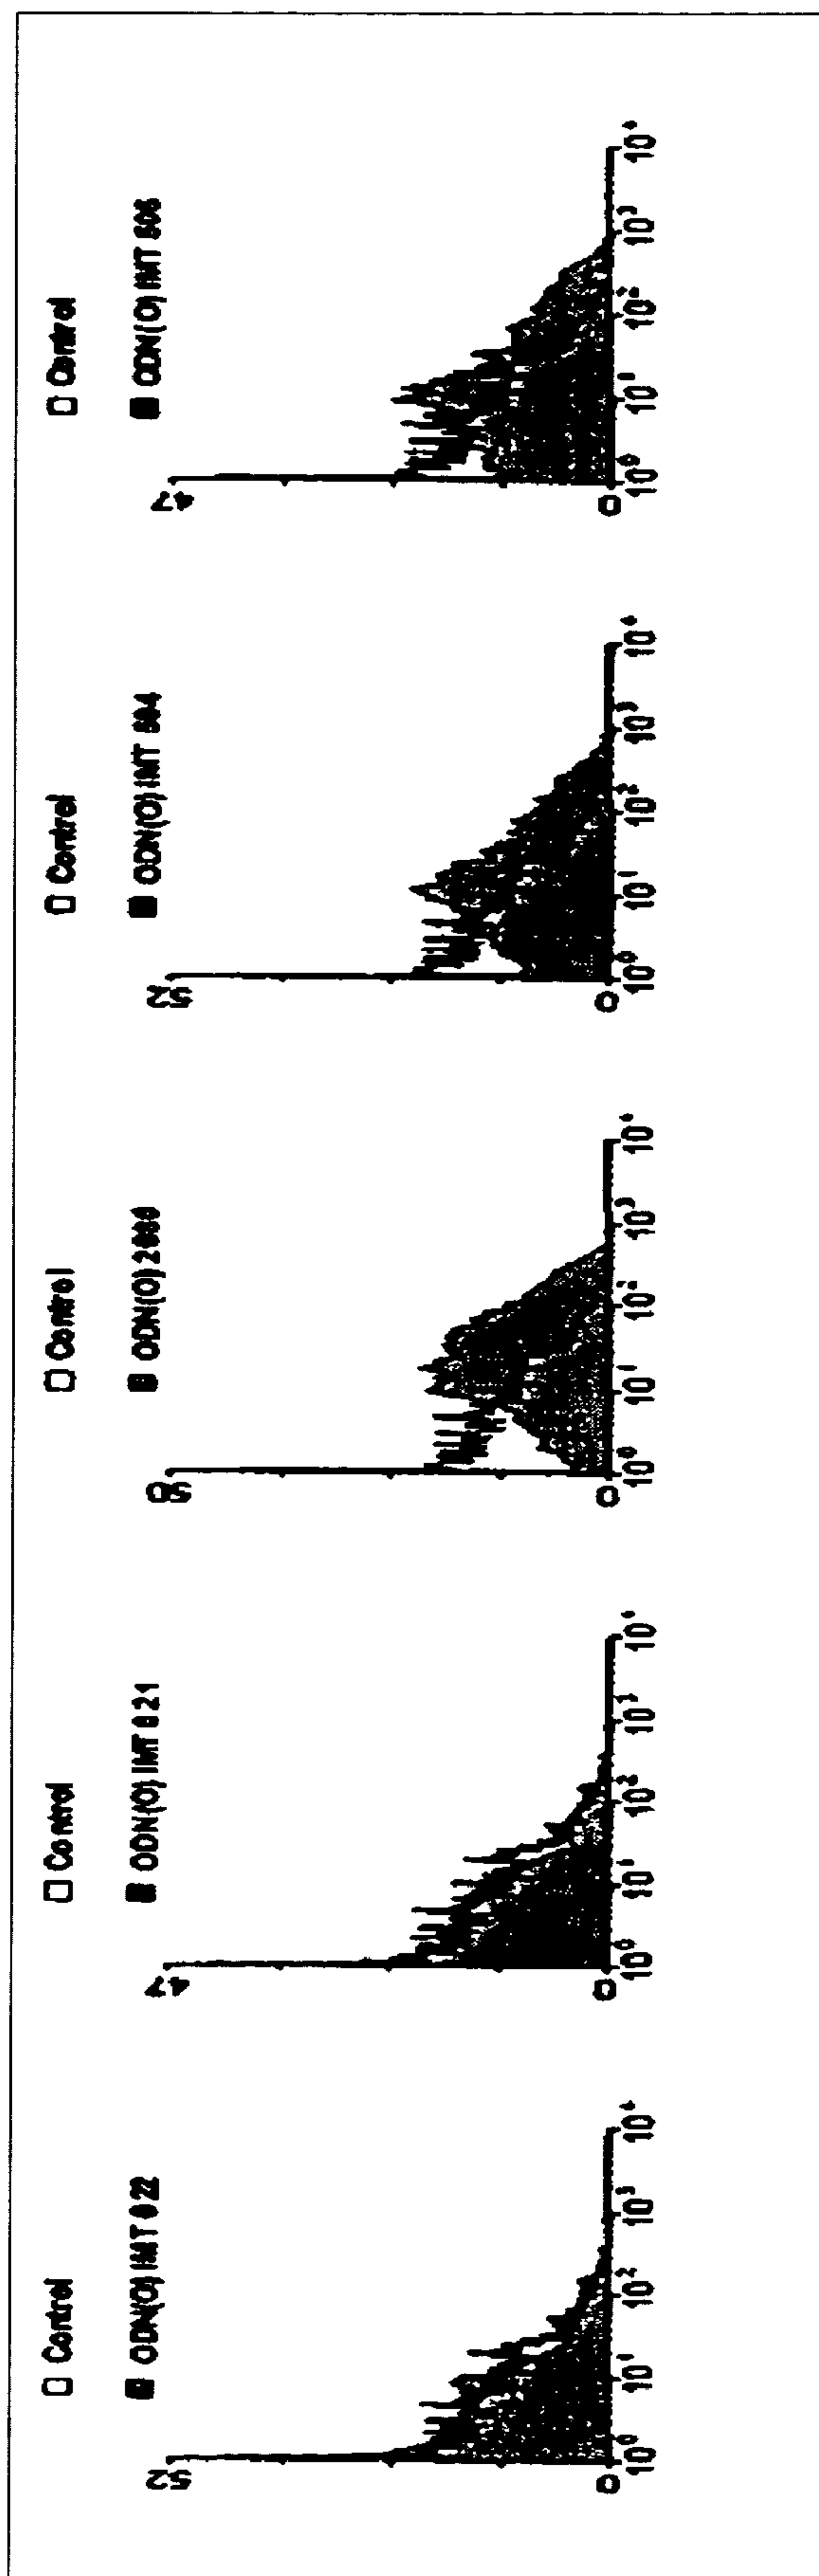 Control
ODN(O) IMT 022
52
0
10⁰ 10¹ 10² 10³ 10⁴
Control
ODN(O) IMT 021
47
0
10⁰ 10¹ 10² 10³ 10⁴
Control
ODN(O) 2006
0
10⁰ 10¹ 10² 10³ 10⁴
Control
ODN(O) IMT 504
52
0
10⁰ 10¹ 10² 10³ 10⁴
Control
ODN(O) IMT
47
0
10⁰ 10¹ 10² 10³ 10⁴